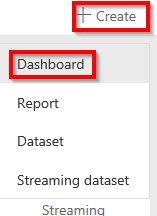 + Create
Dashboard
Report
Dataset
Streaming dataset
Streaming